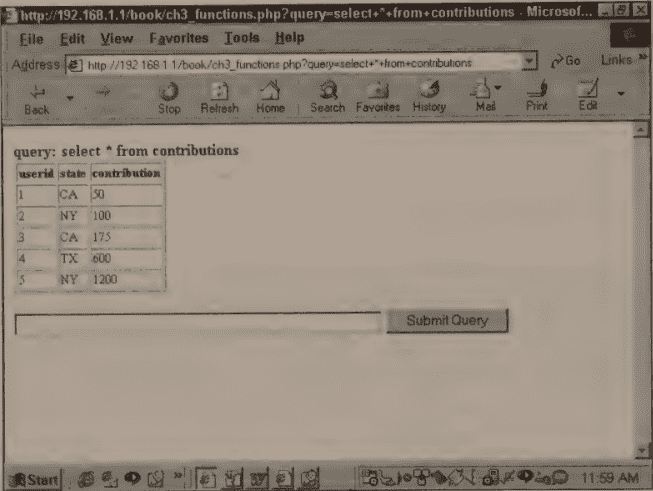 http://192.168.1.1/book/ch3_functions.php?query=select+*+from+contributions - Microsof...
File Edit View Favorites Tools Help
Address http://192.168.1.1/book/ch3_functions.php?query=select+*+from+contributions Go Links »
Back Stop Refresh Home Search Favorites History Mail Print Edit
query: select * from contributions
userid state contribution
1 CA 50
2 NY 100
3 CA 175
4 TX 600
5 NY 1200
Submit Query
Start » 11:59 AM